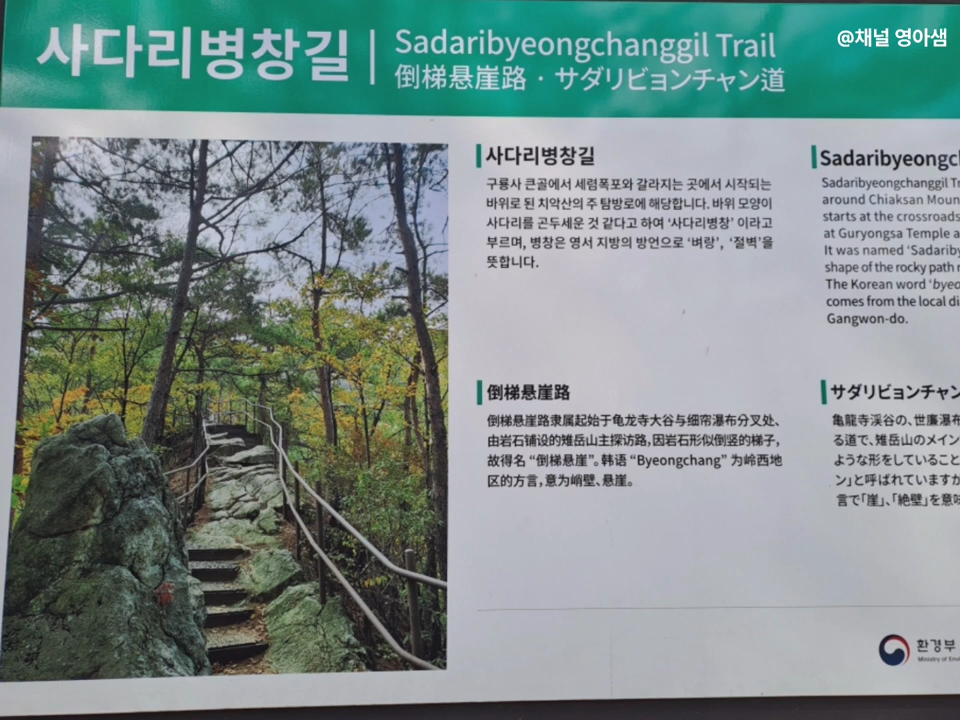 @채널 영아샘
사다리병창길
Sadaribyeongchanggil Trail
倒梯悬崖路 · サダリビョンチャン道
사다리병창길
구룡사 큰골에서 세렴폭포와 갈라지는 곳에서 시작되는
바위로 된 치악산의 주 탐방로에 해당합니다. 바위 모양이
사다리를 곤두세운 것 같다고 하여 ‘사다리병창’ 이라고
부르며, 병창은 영서 지방의 방언으로 ‘벼랑’, ‘절벽’을
뜻합니다.
Sadaribyeongc
Sadaribyeongchanggil Tr
around Chiaksan Moun
starts at the crossroads
at Guryongsa Temple a
It was named ‘Sadariby
shape of the rocky path
The Korean word ‘byeo
comes from the local di
Gangwon-do.
倒梯悬崖路
倒梯悬崖路隶属起始于龟龙寺大谷与细帘瀑布分叉处、
由岩石铺设的雉岳山主探访路,因岩石形似倒竖的梯子,
故得名 “倒梯悬崖”。韩语 “Byeongchang” 为岭西地
区的方言,意为峭壁、悬崖。
サダリビョンチャン
亀龍寺渓谷の、世廉瀑布
る道で、雉岳山のメイン
ような形をしていること
ン」と呼ばれていますが
言で「崖」、「絶壁」を意味
환경부
Ministry of Envi